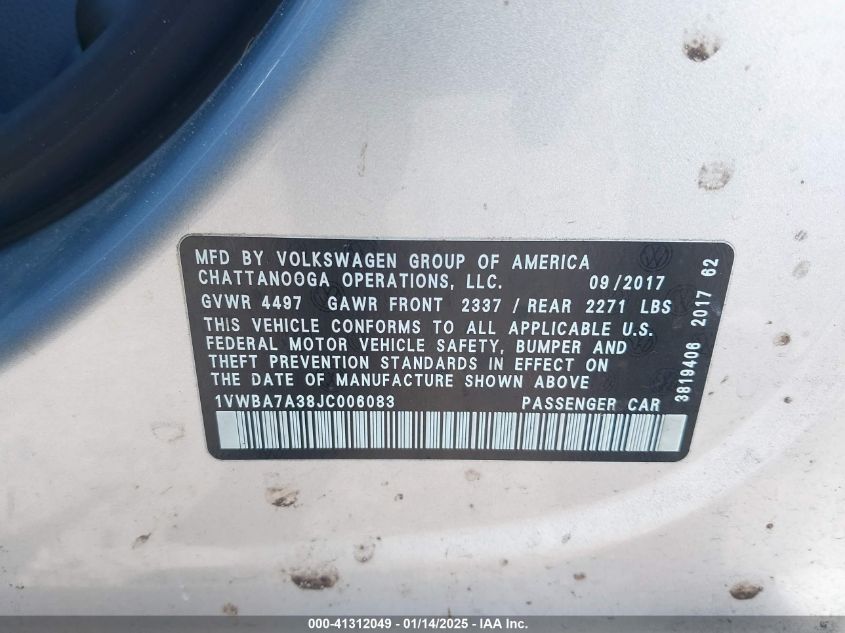 MFD BY VOLKSWAGEN GROUP OF AMERICA
CHATTANOOGA OPERATIONS, LLC. 09/2017
GVWR 4497 GAWR FRONT 2337 / REAR 2271 LBS
THIS VEHICLE CONFORMS TO ALL APPLICABLE U.S.
FEDERAL MOTOR VEHICLE SAFETY, BUMPER AND
THEFT PREVENTION STANDARDS IN EFFECT ON
THE DATE OF MANUFACTURE SHOWN ABOVE
1VWBA7A38JC006083 PASSENGER CAR
3819406 2017 62
000-41312049 - 01/14/2025 - IAA Inc.